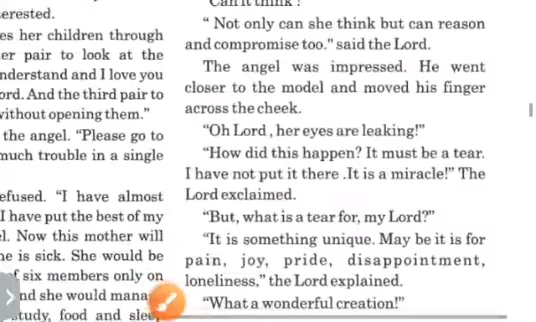 erested.
es her children through
er pair to look at the
nderstand and I love you
ord. And the third pair to
vithout opening them."
the angel. "Please go to
much trouble in a single
efused. "I have almost
I have put the best of my
el. Now this mother will
he is sick. She would be
of six members only on
nd she would mana
study, food and slee
Can it think?
" Not only can she think but can reason
and compromise too." said the Lord.
The angel was impressed. He went
closer to the model and moved his finger
across the cheek.
"Oh Lord , her eyes are leaking!"
"How did this happen? It must be a tear.
I have not put it there .It is a miracle!" The
Lord exclaimed.
"But, what is a tear for, my Lord?"
"It is something unique. May be it is for
pain, joy, pride, disappointment,
loneliness," the Lord explained.
"What a wonderful creation!"